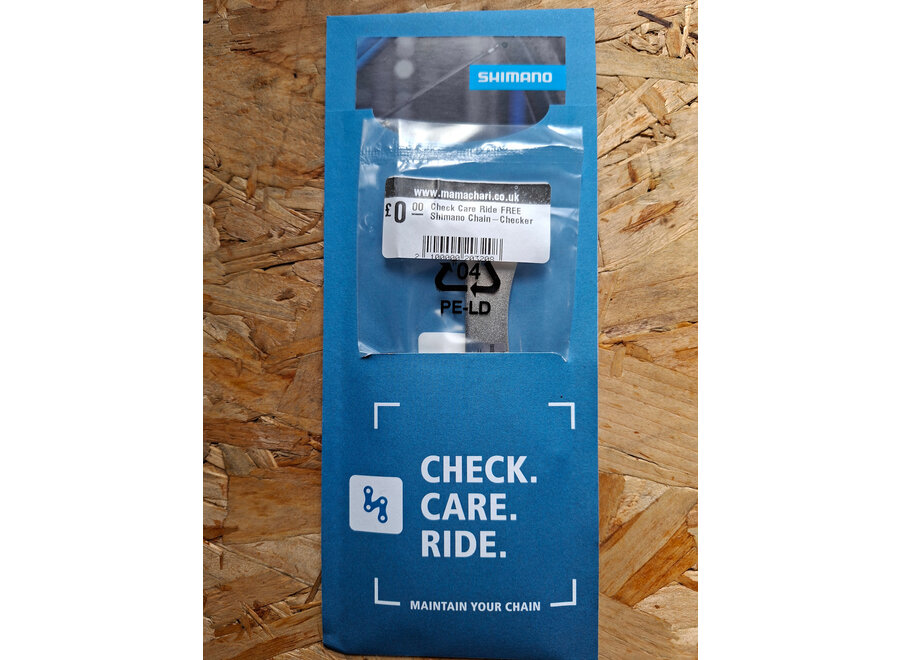 SHIMANO
www.mamachari.co.uk
£0 00 Check Care Ride FREE
Shimano Chain-Checker
04
PE-LD
CHECK.
CARE.
RIDE.
MAINTAIN YOUR CHAIN